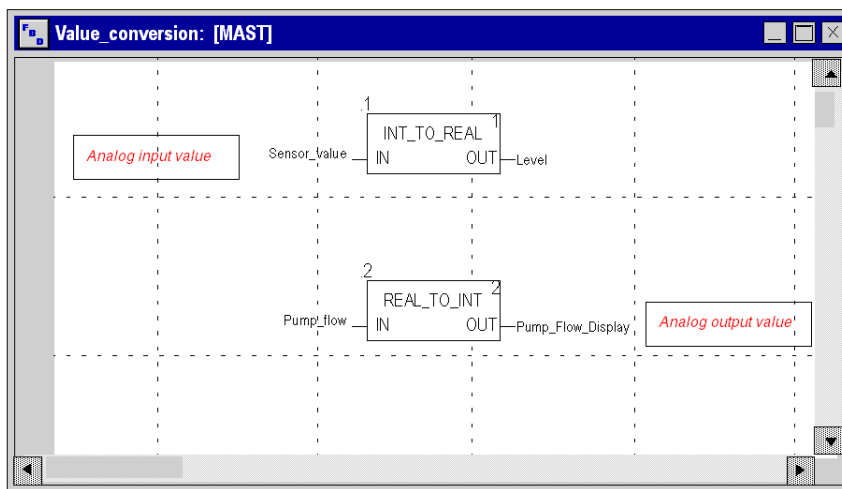 FBD
Value_conversion: [MAST]
.1
1
INT_TO_REAL
Analog input value
Sensor_Value
IN
OUT
Level
.2
2
REAL_TO_INT
Pump_flow
IN
OUT
Pump_Flow_Display
Analog output value